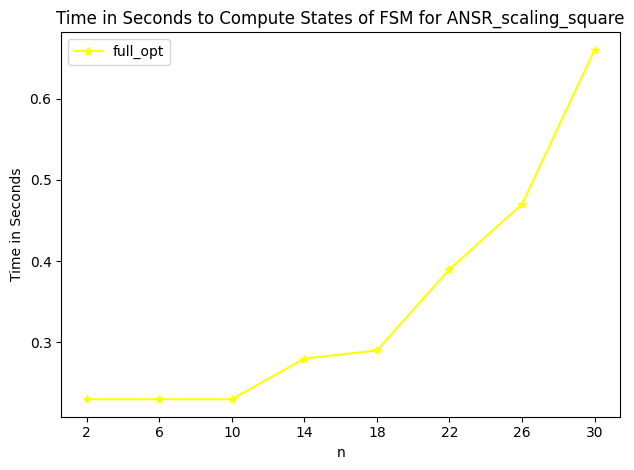 Time in Seconds to Compute States of FSM for ANSR_scaling_square
full_opt
Time in Seconds
0.6
0.5
0.4
0.3
2 6 10 14 18 22 26 30
n